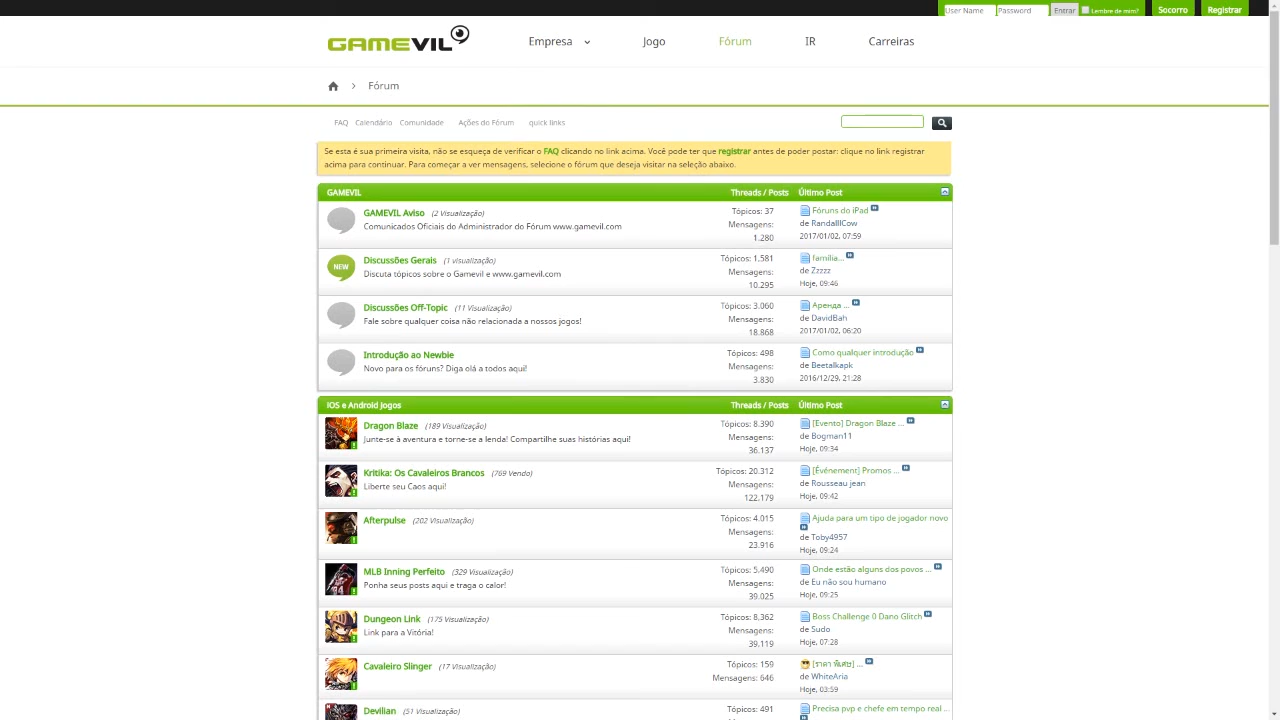 User Name Password Entrar Lembre de mim? Socorro Registrar
GAMEVIL
Empresa Jogo Fórum IR Carreiras
Fórum
FAQ Calendário Comunidade Ações do Fórum quick links
Se esta é sua primeira visita, não se esqueça de verificar o FAQ clicando no link acima. Você pode ter que registrar antes de poder postar: clique no link registrar
acima para continuar. Para começar a ver mensagens, selecione o fórum que deseja visitar na seleção abaixo.
GAMEVIL Threads / Posts Último Post
GAMEVIL Aviso (2 Visualização)
Comunicados Oficiais do Administrador do Fórum www.gamevil.com
Tópicos: 37
Mensagens:
1.280
Fóruns do iPad
de RandallICow
2017/01/02, 07:59
NEW
Discussões Gerais (1 visualização)
Discuta tópicos sobre o Gamevil e www.gamevil.com
Tópicos: 1,581
Mensagens:
10.295
família...
de Zzzzz
Hoje, 09:46
Discussões Off-Topic (11 Visualização)
Fale sobre qualquer coisa não relacionada a nossos jogos!
Tópicos: 3.060
Mensagens:
18.868
Аренда ...
de DavidBah
2017/01/02, 06:20
Introdução ao Newbie
Novo para os fóruns? Diga olá a todos aqui!
Tópicos: 498
Mensagens:
3.830
Como qualquer introdução
de Beetalkapk
2016/12/29, 21:28
IOS e Android Jogos Threads / Posts Último Post
Dragon Blaze (189 Visualização)
Junte-se à aventura e torne-se a lenda! Compartilhe suas histórias aqui!
Tópicos: 8.390
Mensagens:
36.137
[Evento] Dragon Blaze ...
de Bogman11
Hoje, 09:34
Kritika: Os Cavaleiros Brancos (769 Vendo)
Liberte seu Caos aqui!
Tópicos: 20.312
Mensagens:
122.179
[Événement] Promos ...
de Rousseau jean
Hoje, 09:42
Afterpulse (202 Visualização)
Tópicos: 4.015
Mensagens:
23.916
Ajuda para um tipo de jogador novo
de Toby4957
Hoje, 09:24
MLB Inning Perfeito (329 Visualização)
Ponha seus posts aqui e traga o calor!
Tópicos: 5.490
Mensagens:
39.025
Onde estão alguns dos povos ...
de Eu não sou humano
Hoje, 09:25
Dungeon Link (175 Visualização)
Link para a Vitória!
Tópicos: 8,362
Mensagens:
39,119
Boss Challenge 0 Dano Glitch
de Sudo
Hoje, 07:28
Cavaleiro Slinger (17 Visualização)
Tópicos: 159
Mensagens: 646
[ราคา พิเศษ] ...
de WhiteAria
Hoje, 03:59
Devilian (51 Visualização)
Tópicos: 491
Precisa pvp e chefe em tempo real ...